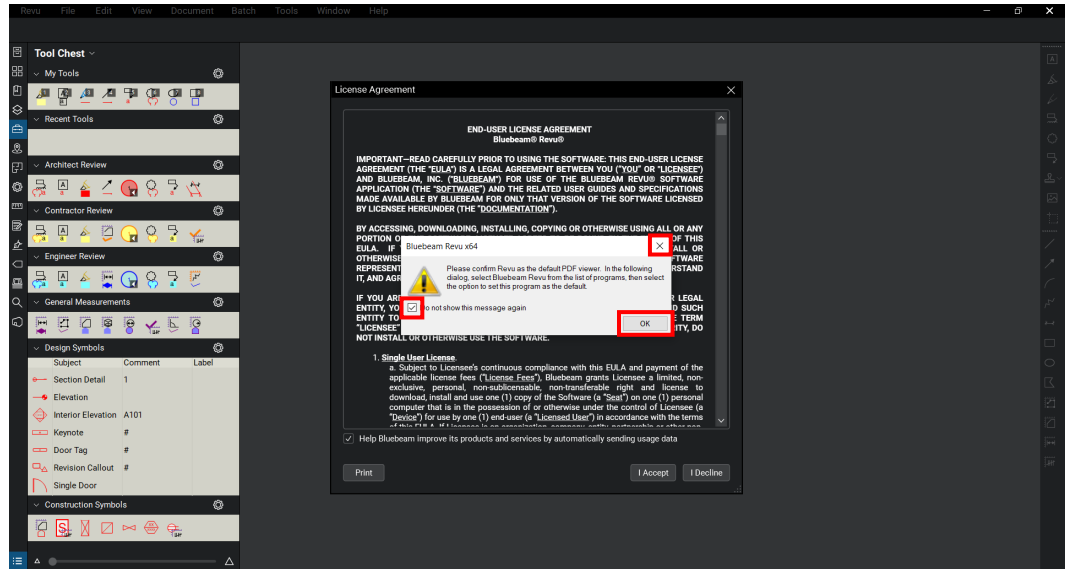 Revu File Edit View Document Batch Tools Window Help
Tool Chest
My Tools
Recent Tools
Architect Review
Contractor Review
Engineer Review
General Measurements
Design Symbols
Subject Comment Label
Section Detail 1
Elevation
Interior Elevation A101
Keynote #
Door Tag #
Revision Callout #
Single Door
Construction Symbols
License Agreement
END-USER LICENSE AGREEMENT
Bluebeam® Revu®
IMPORTANT—READ CAREFULLY PRIOR TO USING THE SOFTWARE: THIS END-USER LICENSE
AGREEMENT (THE "EULA") IS A LEGAL AGREEMENT BETWEEN YOU ("YOU" OR "LICENSEE")
AND BLUEBEAM, INC. ("BLUEBEAM") FOR USE OF THE BLUEBEAM REVU® SOFTWARE
APPLICATION (THE "SOFTWARE") AND THE RELATED USER GUIDES AND SPECIFICATIONS
MADE AVAILABLE BY BLUEBEAM FOR ONLY THAT VERSION OF THE SOFTWARE LICENSED
BY LICENSEE HEREUNDER (THE "DOCUMENTATION").
BY ACCESSING, DOWNLOADING, INSTALLING, COPYING OR OTHERWISE USING ALL OR ANY
PORTION OF THIS
EULA. IF ALL OR
OTHERWISE
REPRESENT
IT, AND AGR
IF YOU AR R LEGAL
ENTITY, YO D SUCH
ENTITY TO E TERM
"LICENSEE" RITY, DO
NOT INSTALL OR OTHERWISE USE THE SOFTWARE.
Bluebeam Revu x64
Please confirm Revu as the default PDF viewer. In the following
dialog, select Bluebeam Revu from the list of programs, then select
the option to set this program as the default.
Do not show this message again
OK
1. Single User License.
a. Subject to Licensee's continuous compliance with this EULA and payment of the
applicable license fees ("License Fees"), Bluebeam grants Licensee a limited, non-
exclusive, personal, non-sublicensable, non-transferable right and license to
download, install and use one (1) copy of the Software (a "Seat") on one (1) personal
computer that is in the possession of or otherwise under the control of Licensee (a
"Device") for use by one (1) end-user (a "Licensed User") in accordance with the terms
Help Bluebeam improve its products and services by automatically sending usage data
Print
I Accept
I Decline